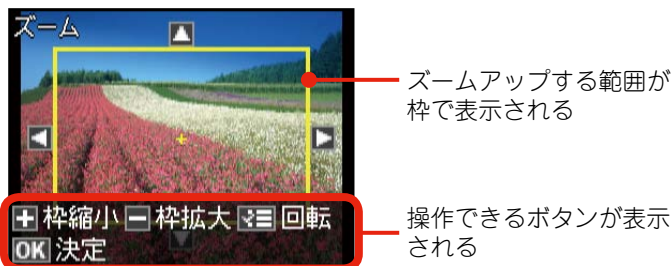 ズーム
ズームアップする範囲が
枠で表示される
+ 枠縮小 - 枠拡大 回転
OK 決定
操作できるボタンが表示
される